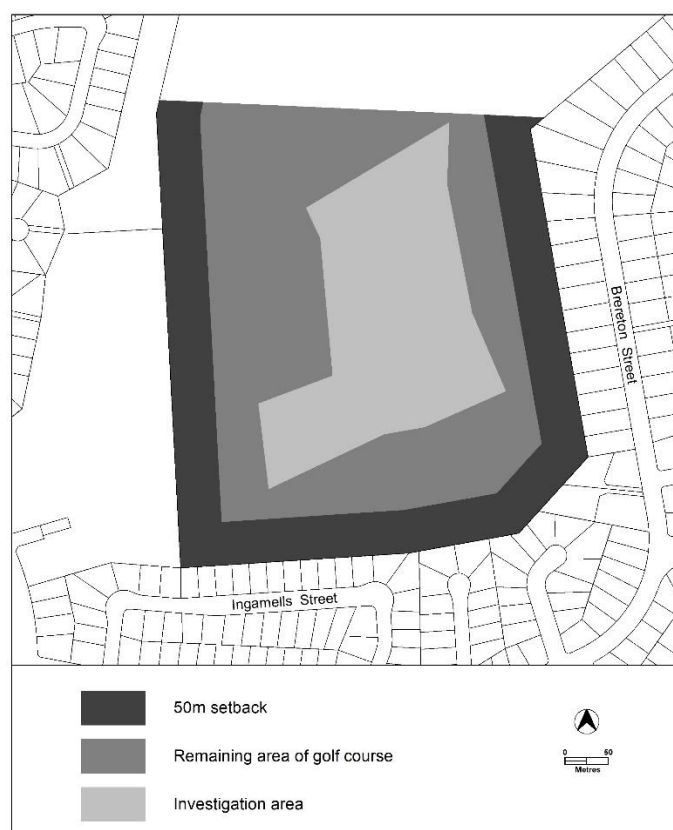 Brereton Street
Ingamells Street
50m setback
Remaining area of golf course
0 50
Metres
Investigation area